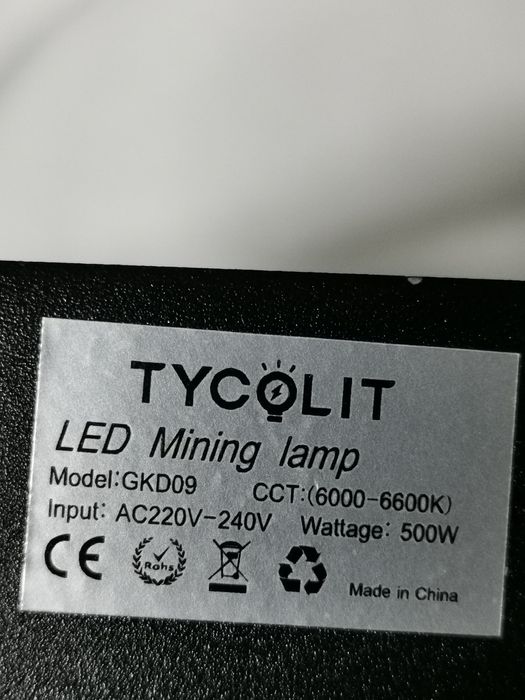 TYCOLIT
LED Mining lamp
Model:GKD09 CCT:(6000-6600K)
Input: AC220V-240V Wattage: 500W
CE RoHS Made in China